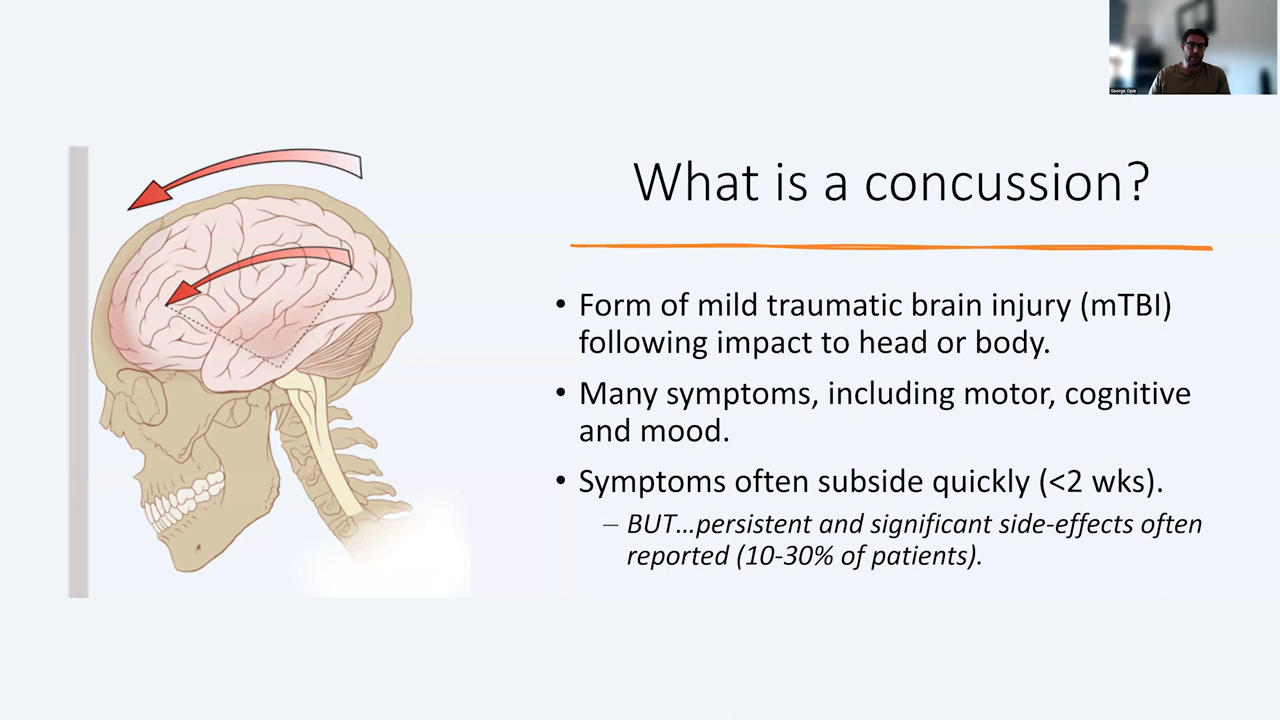 George Opie
What is a concussion?
• Form of mild traumatic brain injury (mTBI)
following impact to head or body.
• Many symptoms, including motor, cognitive
and mood.
• Symptoms often subside quickly (<2 wks).
– BUT...persistent and significant side-effects often
reported (10-30% of patients).